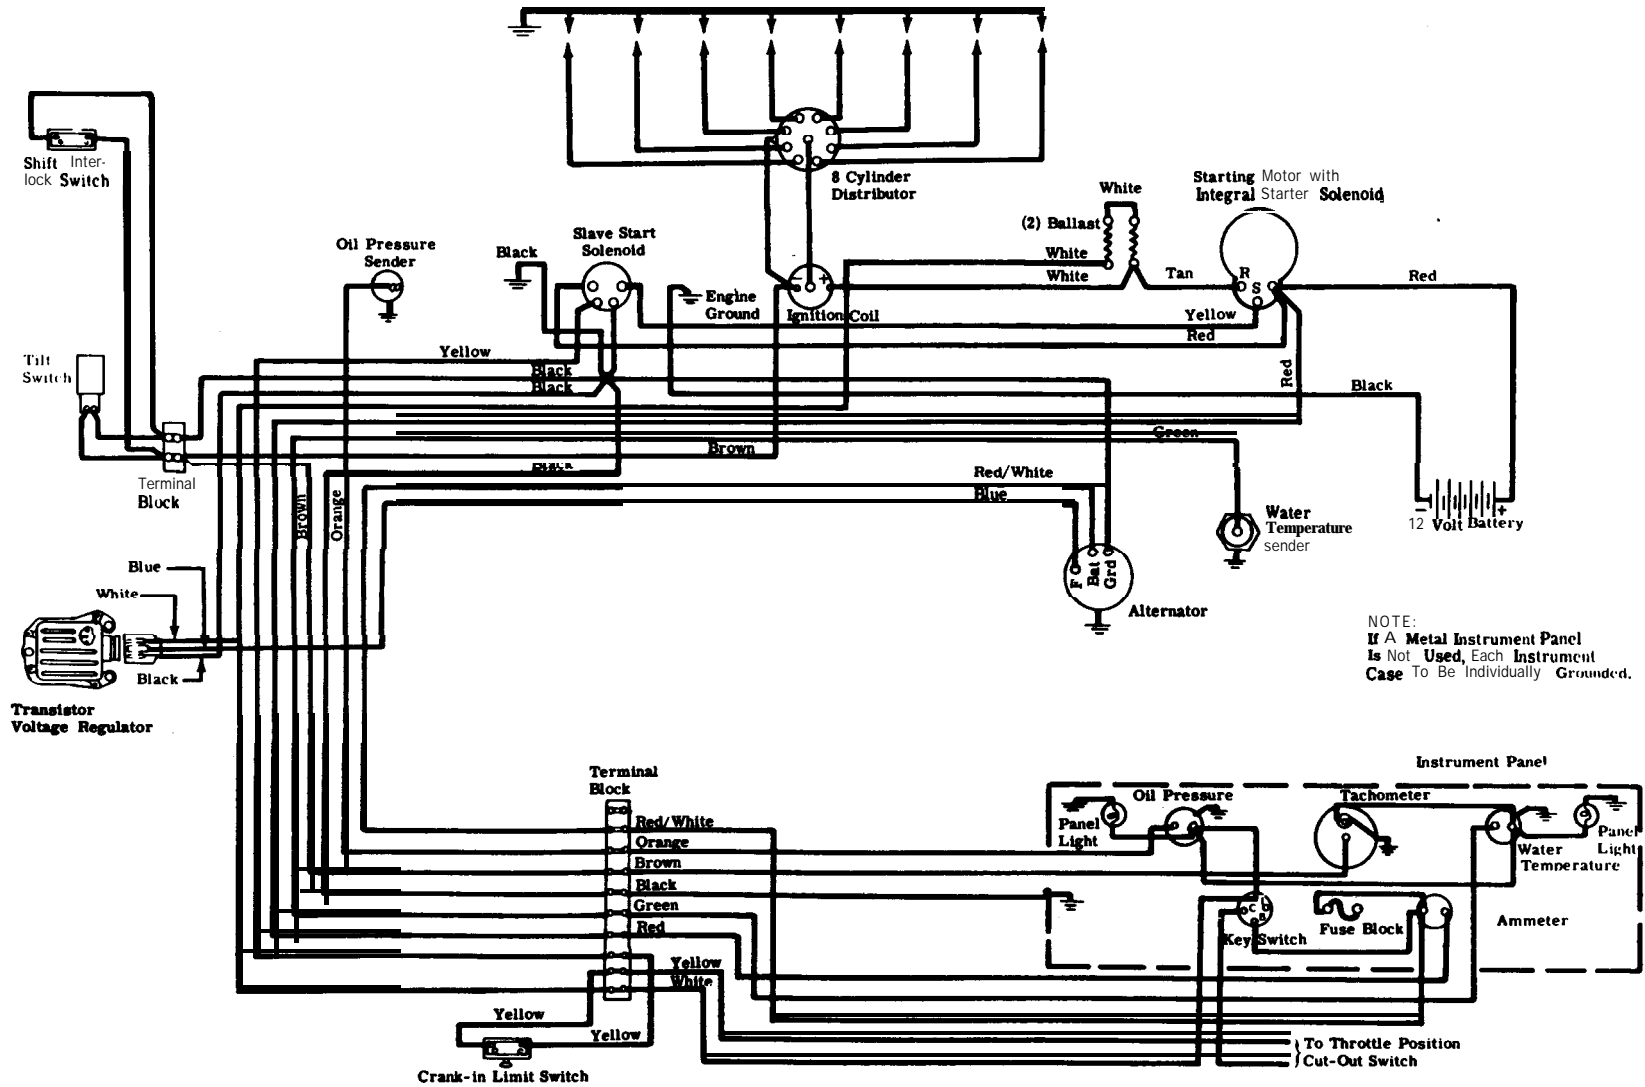 8 Cylinder
Distributor
Shift Inter-
lock Switch
Starting Motor with
Integral Starter Solenoid
White
(2) Ballast
Slave Start
Solenoid
Oil Pressure
Sender
Black
White
White
Tan
R
S
Red
- +
Engine
Ground
Ignition Coil
Yellow
Red
Yellow
Tilt
Switch
Black
Black
Red
Black
Green
Brown
Black
Red/White
Blue
Terminal
Block
Brown
Orange
- +
12 Volt Battery
Water
Temperature
sender
F
Bat
Grd
Alternator
Blue
White
Black
Transistor
Voltage Regulator
NOTE:
If A Metal Instrument Panel
Is Not Used, Each Instrument
Case To Be Individually Grounded.
Instrument Panel
Terminal
Block
Oil Pressure
Tachometer
Panel
Light
Panel
Light
Water
Temperature
Red/White
Orange
Brown
Black
Green
Red
Yellow
White
C
Key Switch
Fuse Block
Ammeter
Yellow
Yellow
Crank-in Limit Switch
To Throttle Position
Cut-Out Switch